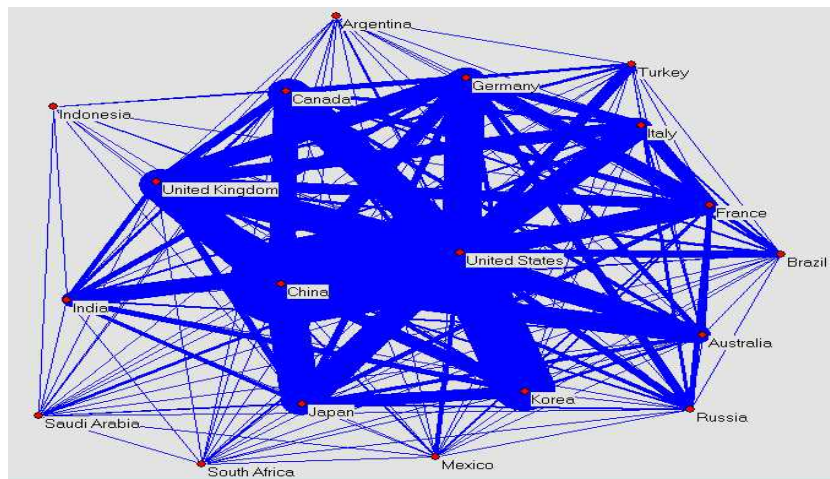 Argentina
Turkey
Germany
Canada
Indonesia
Italy
United Kingdom
France
United States
Brazil
China
India
Australia
Korea
Japan
Russia
Saudi Arabia
Mexico
South Africa